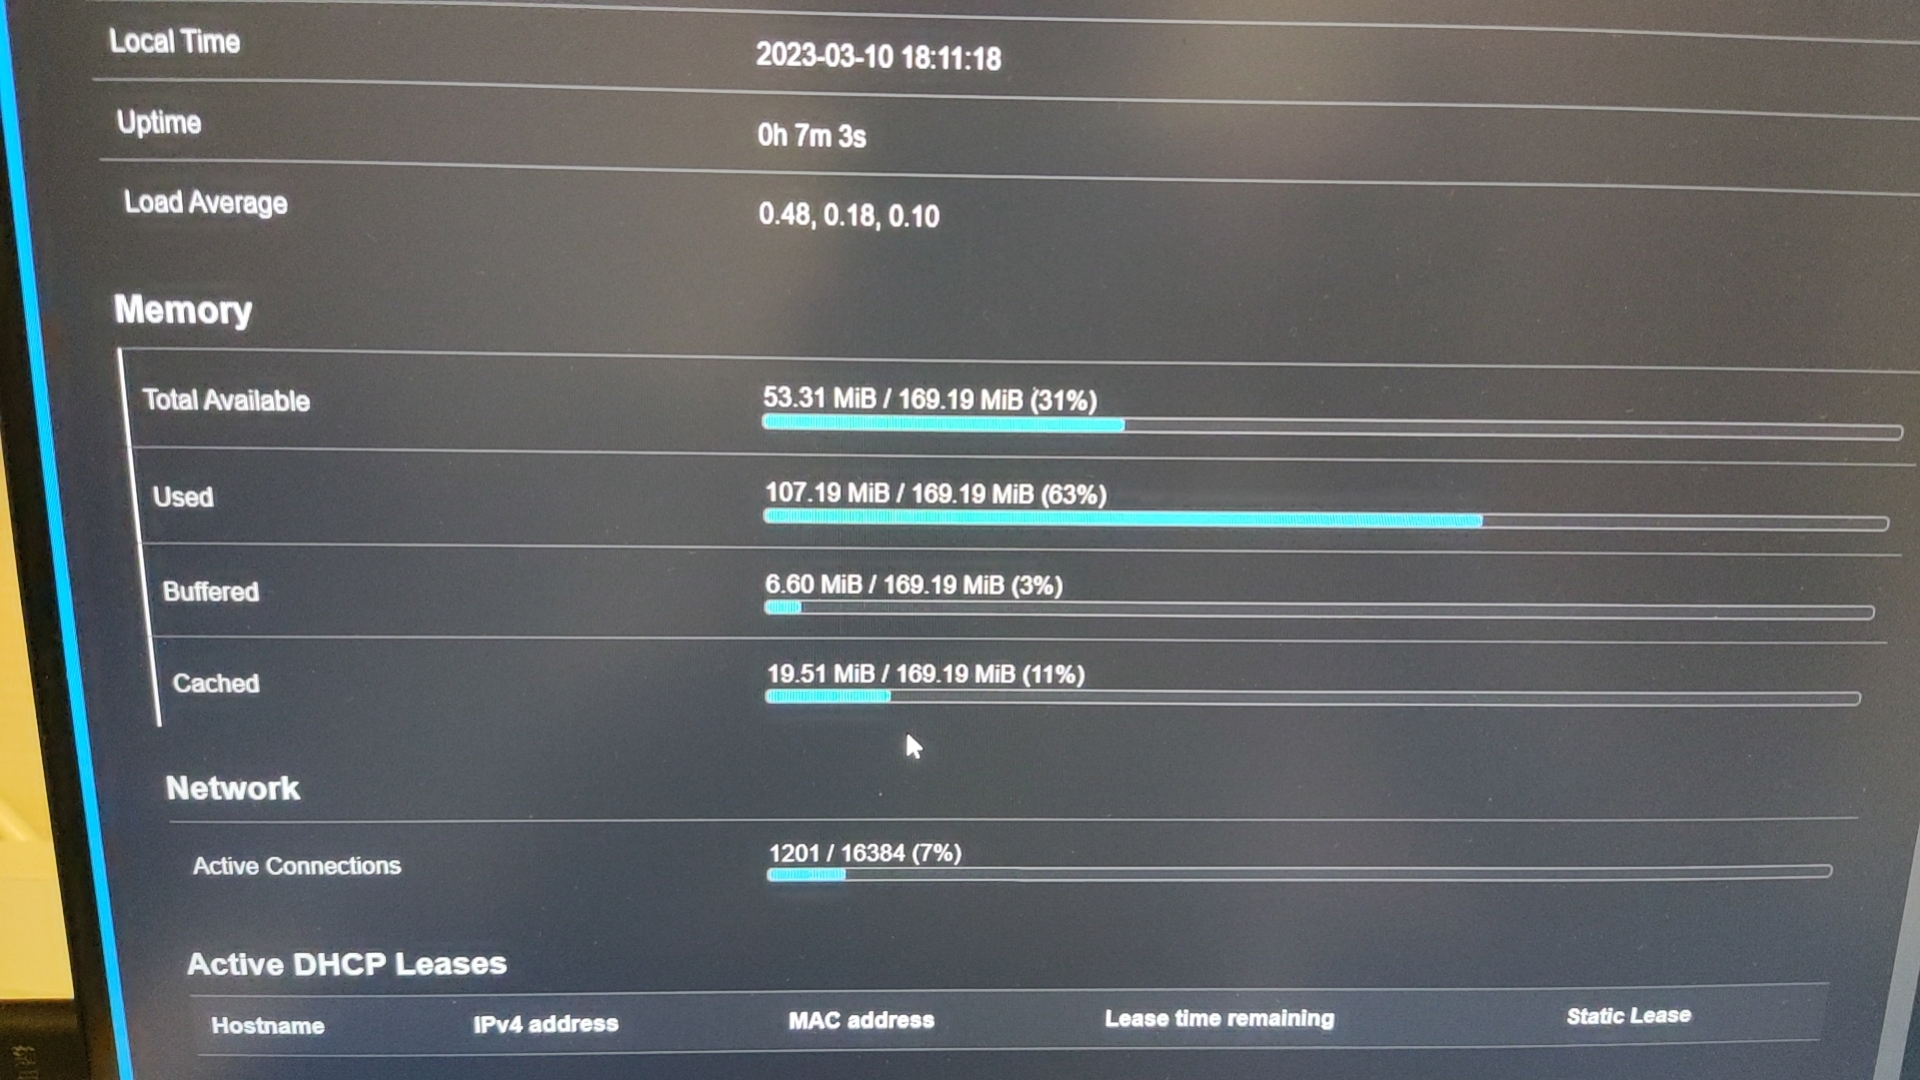 Local Time 2023-03-10 18:11:18
Uptime 0h 7m 3s
Load Average 0.48, 0.18, 0.10
Memory
Total Available 53.31 MiB / 169.19 MiB (31%)
Used 107.19 MiB / 169.19 MiB (63%)
Buffered 6.60 MiB / 169.19 MiB (3%)
Cached 19.51 MiB / 169.19 MiB (11%)
Network
Active Connections 1201 / 16384 (7%)
Active DHCP Leases
Hostname IPv4 address MAC address Lease time remaining Static Lease